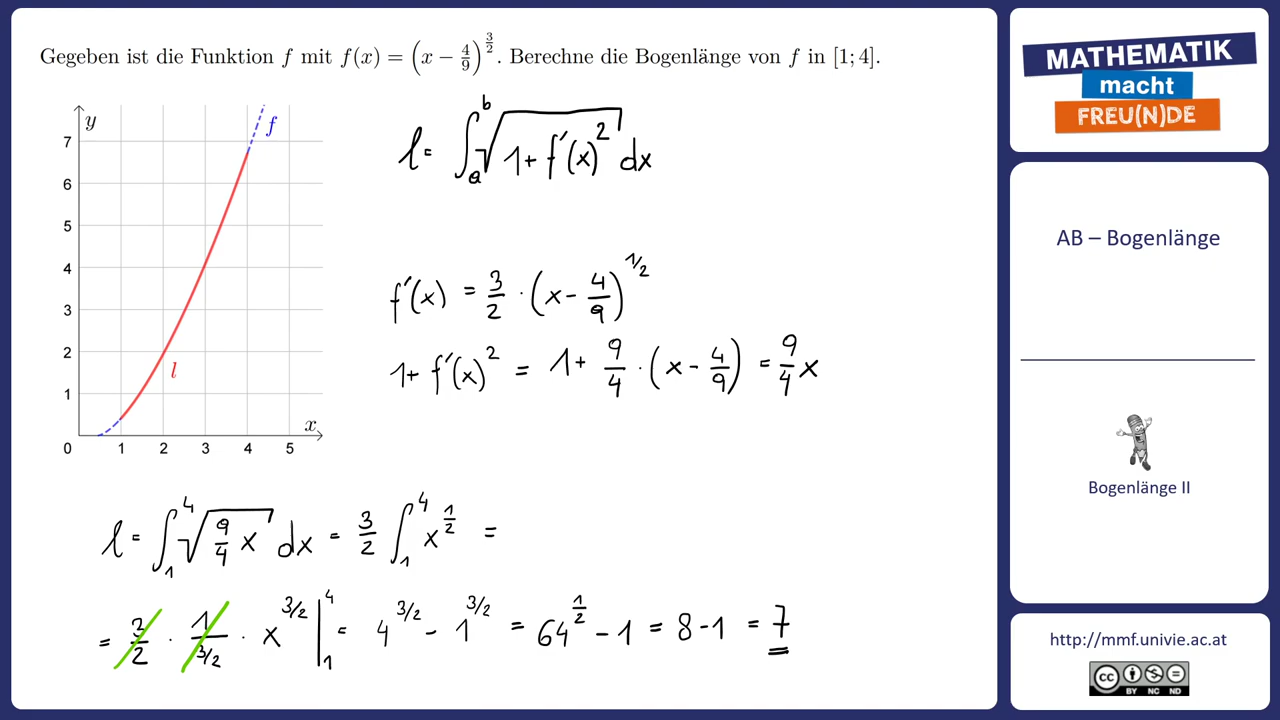 Gegeben ist die Funktion f mit f(x) = (x − 4/9)^(3/2). Berechne die Bogenlänge von f in [1; 4].
y
f
7
6
5
4
3
2
1
l
x
0 1 2 3 4 5
l = ∫_a^b √(1 + f′(x)²) dx
f′(x) = 3/2 · (x − 4/9)^(1/2)
1 + f′(x)² = 1 + 9/4 · (x − 4/9) = 9/4 x
l = ∫_1^4 √(9/4 x) dx = 3/2 ∫_1^4 x^(1/2) =
= 3/2 · 1/(3/2) · x^(3/2) |_1^4 = 4^(3/2) − 1^(3/2) = 64^(1/2) − 1 = 8 − 1 = 7
MATHEMATIK
macht
FREU(N)DE
AB – Bogenlänge
Bogenlänge II
http://mmf.univie.ac.at
cc
BY NC ND